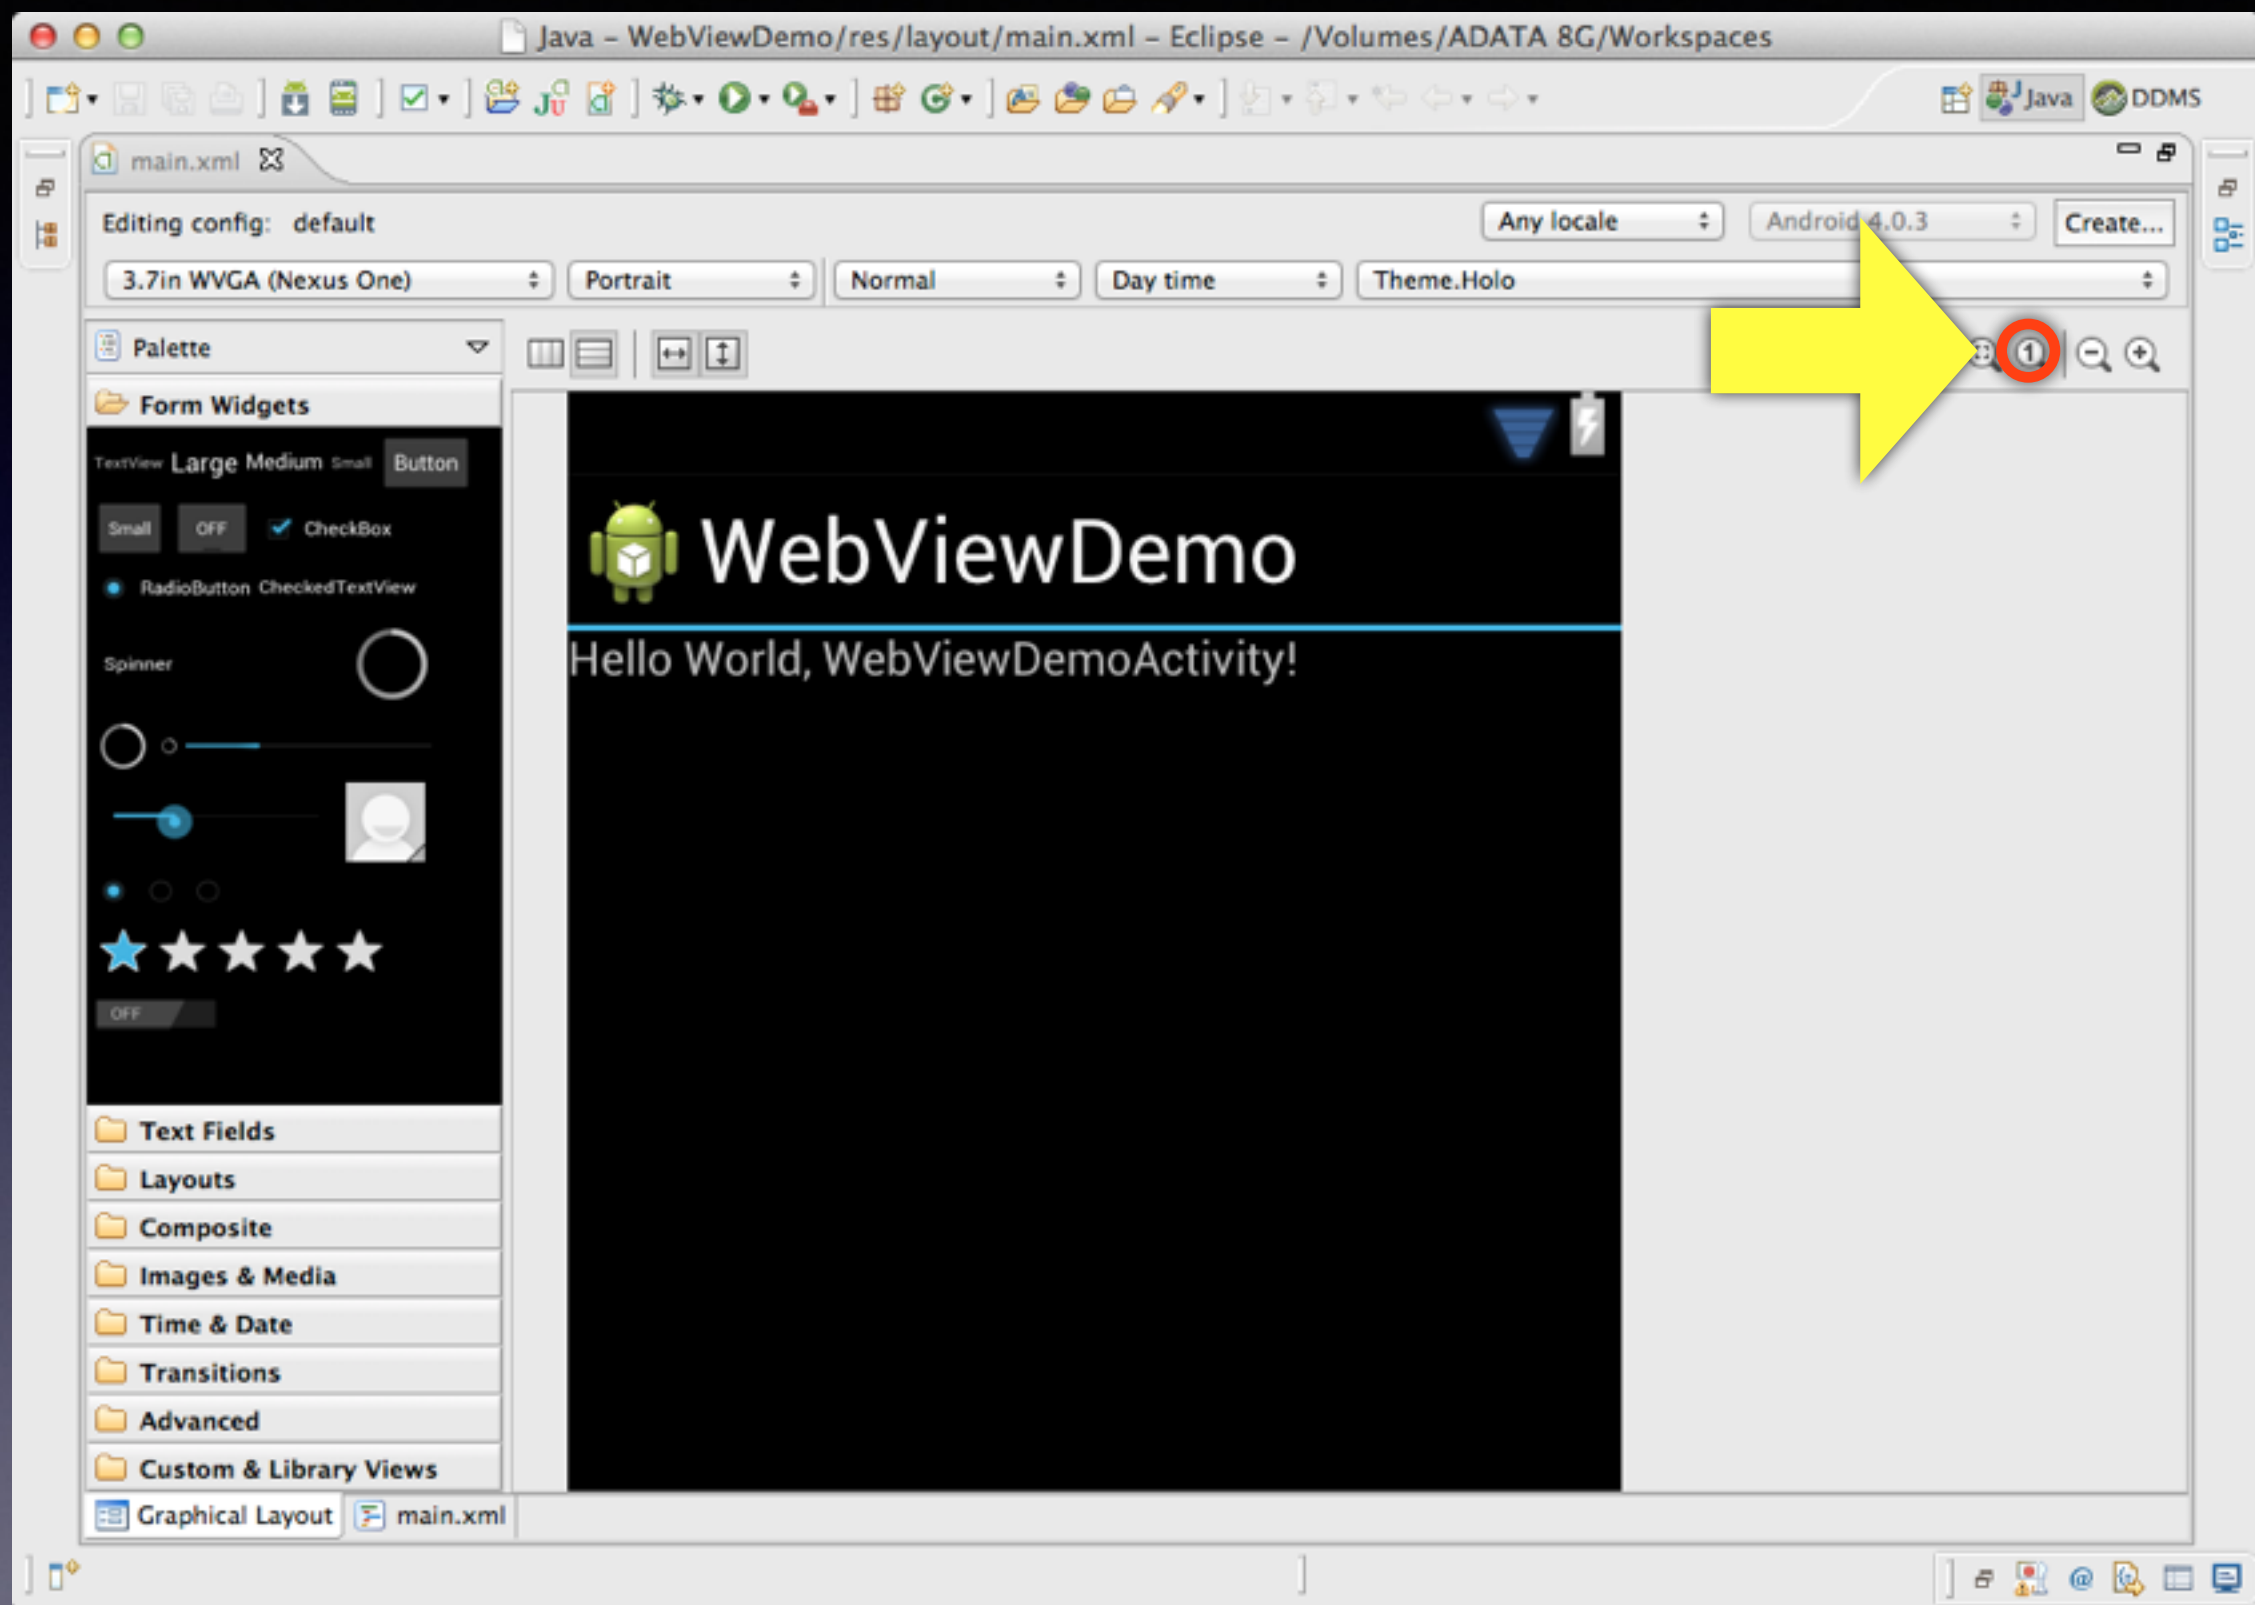 Java – WebViewDemo/res/layout/main.xml – Eclipse – /Volumes/ADATA 8G/Workspaces
Java DDMS
main.xml
Editing config: default
Any locale
Android 4.0.3
Create...
3.7in WVGA (Nexus One)
Portrait
Normal
Day time
Theme.Holo
Palette
1
Form Widgets
TextView Large Medium Small Button
Small OFF CheckBox
RadioButton CheckedTextView
Spinner
OFF
WebViewDemo
Hello World, WebViewDemoActivity!
Text Fields
Layouts
Composite
Images & Media
Time & Date
Transitions
Advanced
Custom & Library Views
Graphical Layout
main.xml